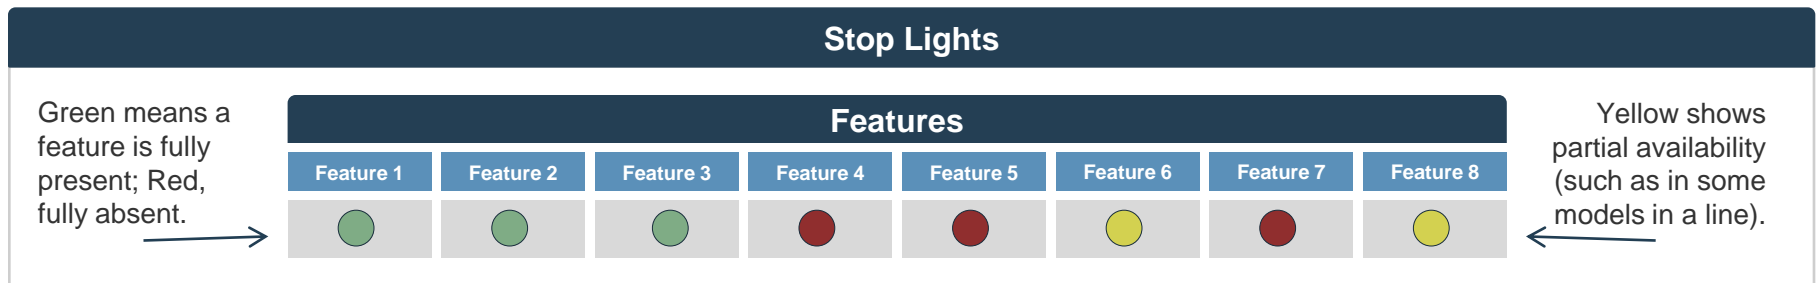 Stop Lights
Green means a
feature is fully
present; Red,
fully absent.
Features
Feature 1
Feature 2
Feature 3
Feature 4
Feature 5
Feature 6
Feature 7
Feature 8
Yellow shows
partial availability
(such as in some
models in a line).